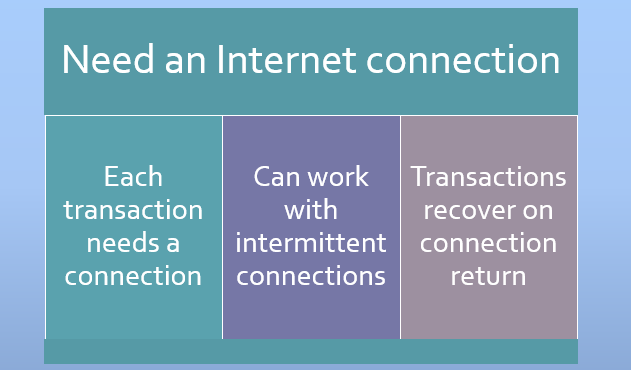 Need an Internet connection
Each
transaction
needs a
connection
Can work
with
intermittent
connections
Transactions
recover on
connection
return